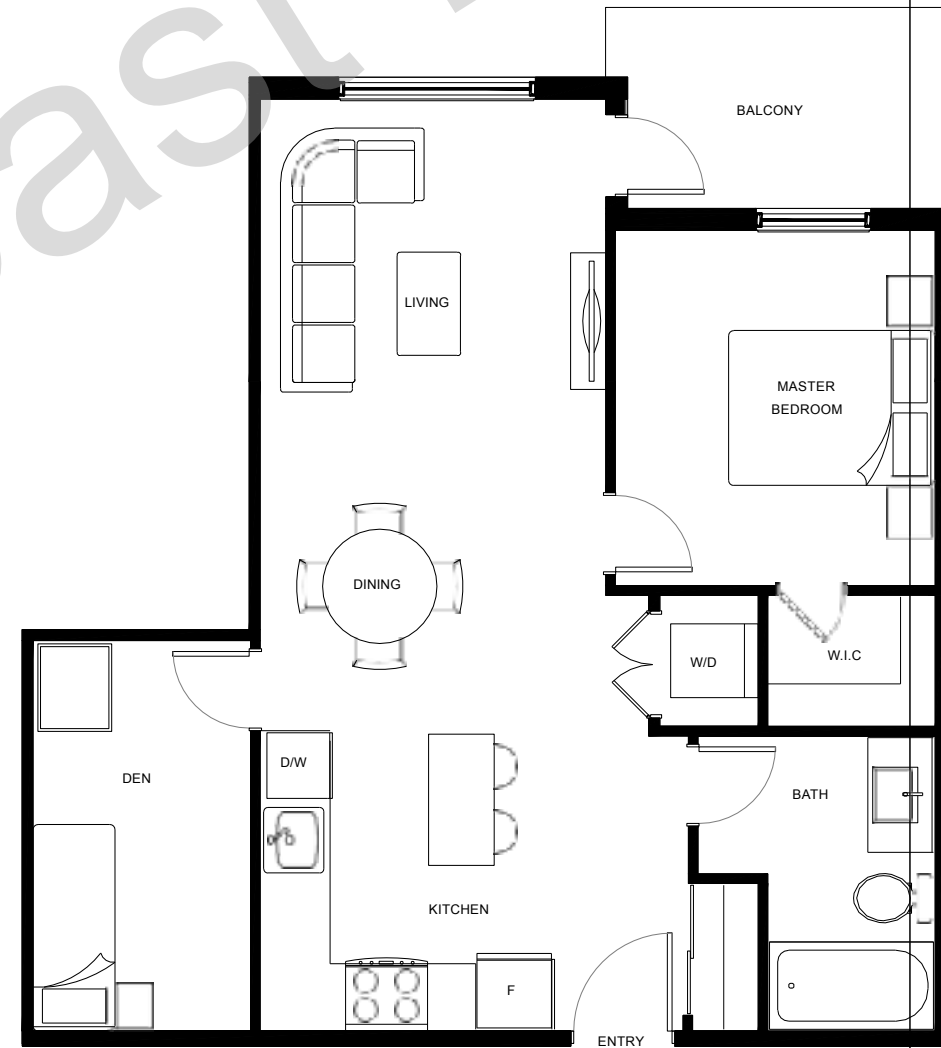 BALCONY
LIVING
MASTER
BEDROOM
DINING
W/D
W.I.C
D/W
DEN
BATH
KITCHEN
F
ENTRY